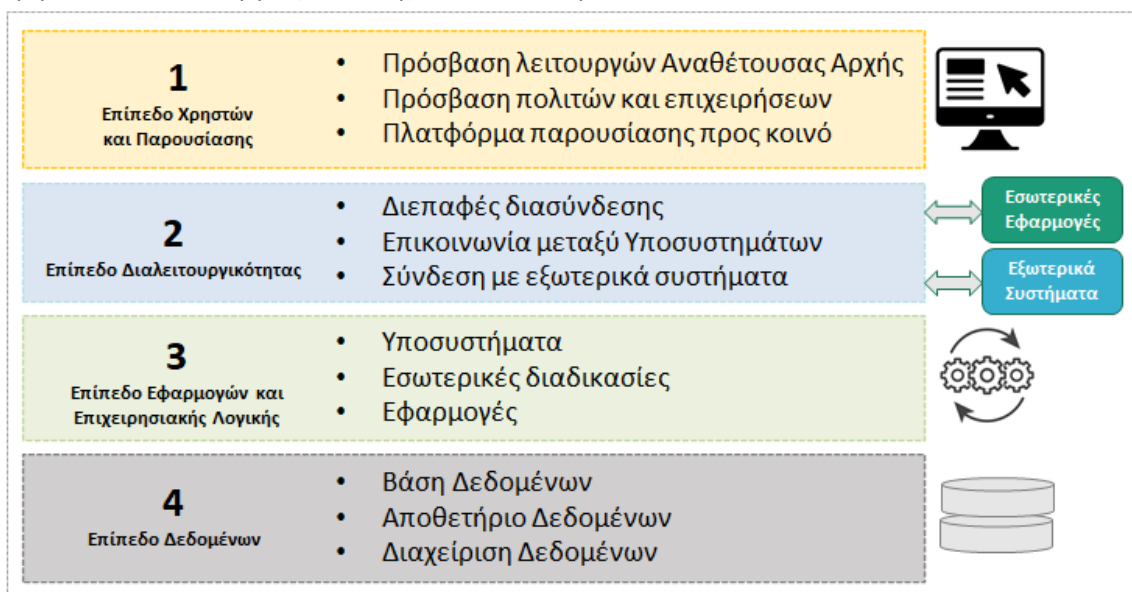 1
Επίπεδο Χρηστών
και Παρουσίασης
• Πρόσβαση λειτουργών Αναθέτουσας Αρχής
• Πρόσβαση πολιτών και επιχειρήσεων
• Πλατφόρμα παρουσίασης προς κοινό
2
Επίπεδο Διαλειτουργικότητας
• Διεπαφές διασύνδεσης
• Επικοινωνία μεταξύ Υποσυστημάτων
• Σύνδεση με εξωτερικά συστήματα
Εσωτερικές
Εφαρμογές
Εξωτερικά
Συστήματα
3
Επίπεδο Εφαρμογών και
Επιχειρησιακής Λογικής
• Υποσυστήματα
• Εσωτερικές διαδικασίες
• Εφαρμογές
4
Επίπεδο Δεδομένων
• Βάση Δεδομένων
• Αποθετήριο Δεδομένων
• Διαχείριση Δεδομένων